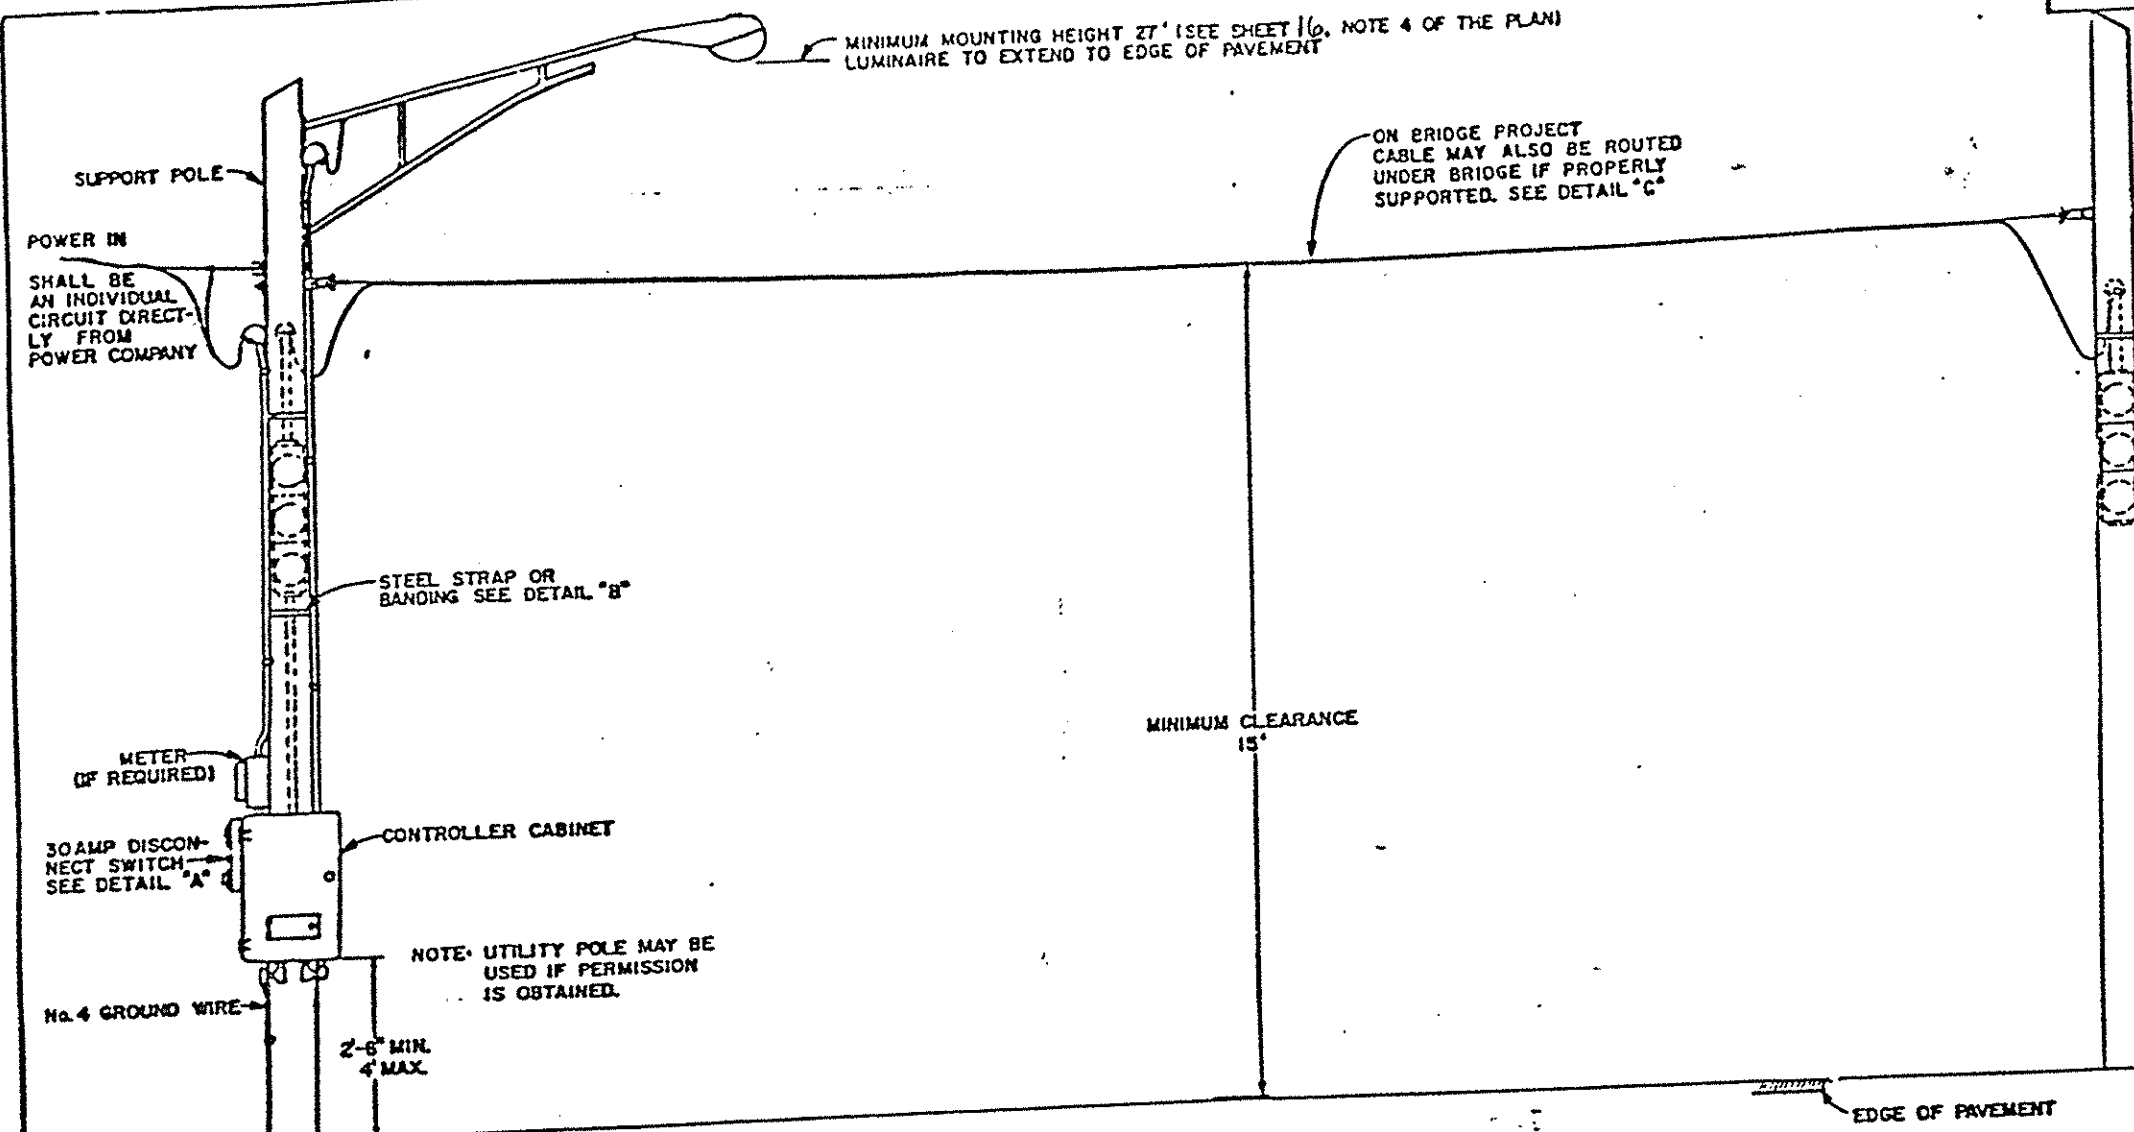 MINIMUM MOUNTING HEIGHT 27' (SEE SHEET 16, NOTE 4 OF THE PLAN)
LUMINAIRE TO EXTEND TO EDGE OF PAVEMENT
ON BRIDGE PROJECT
CABLE MAY ALSO BE ROUTED
UNDER BRIDGE IF PROPERLY
SUPPORTED. SEE DETAIL "C"
SUPPORT POLE
POWER IN
SHALL BE
AN INDIVIDUAL
CIRCUIT DIRECT-
LY FROM
POWER COMPANY
STEEL STRAP OR
BANDING SEE DETAIL "B"
MINIMUM CLEARANCE
15'
METER
(IF REQUIRED)
30 AMP DISCON-
NECT SWITCH
SEE DETAIL "A"
CONTROLLER CABINET
NOTE: UTILITY POLE MAY BE
USED IF PERMISSION
IS OBTAINED.
No. 4 GROUND WIRE
2'-6" MIN.
4' MAX.
EDGE OF PAVEMENT